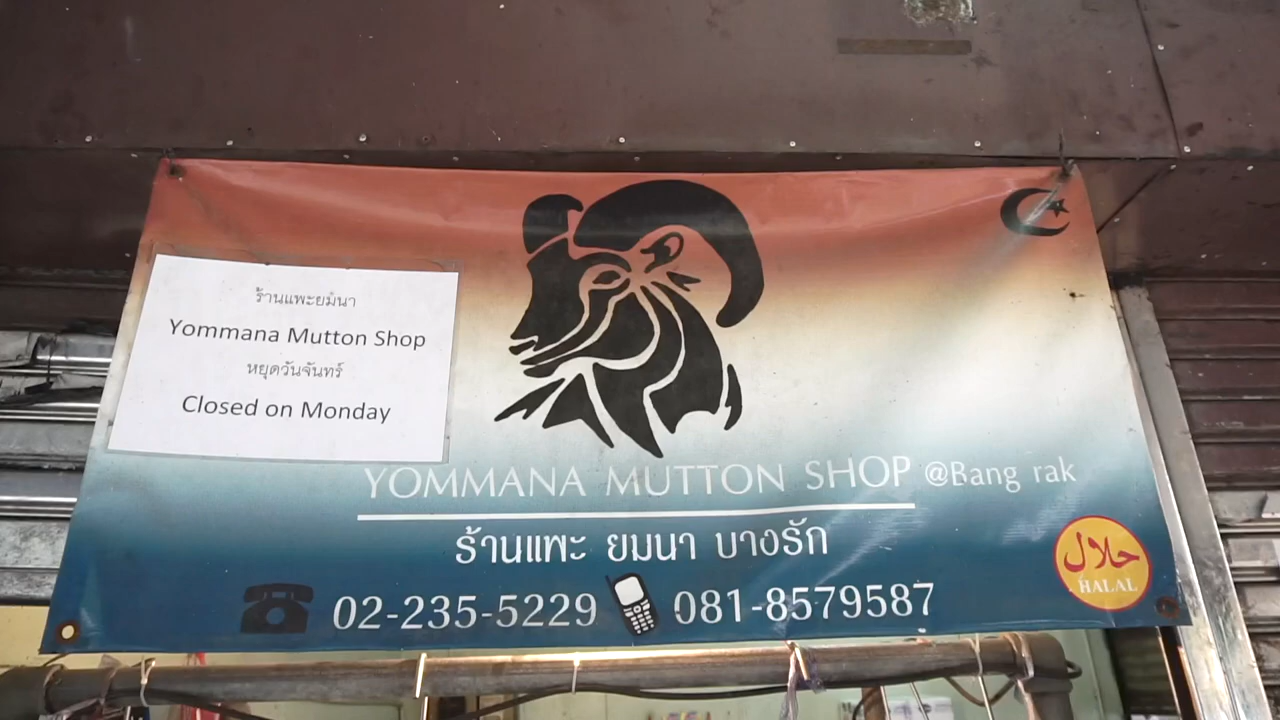 ร้านแพะยมนา
Yommana Mutton Shop
หยุดวันจันทร์
Closed on Monday
YOMMANA MUTTON SHOP @Bang rak
ร้านแพะ ยมนา บางรัก
02-235-5229 081-8579587
حلال
HALAL